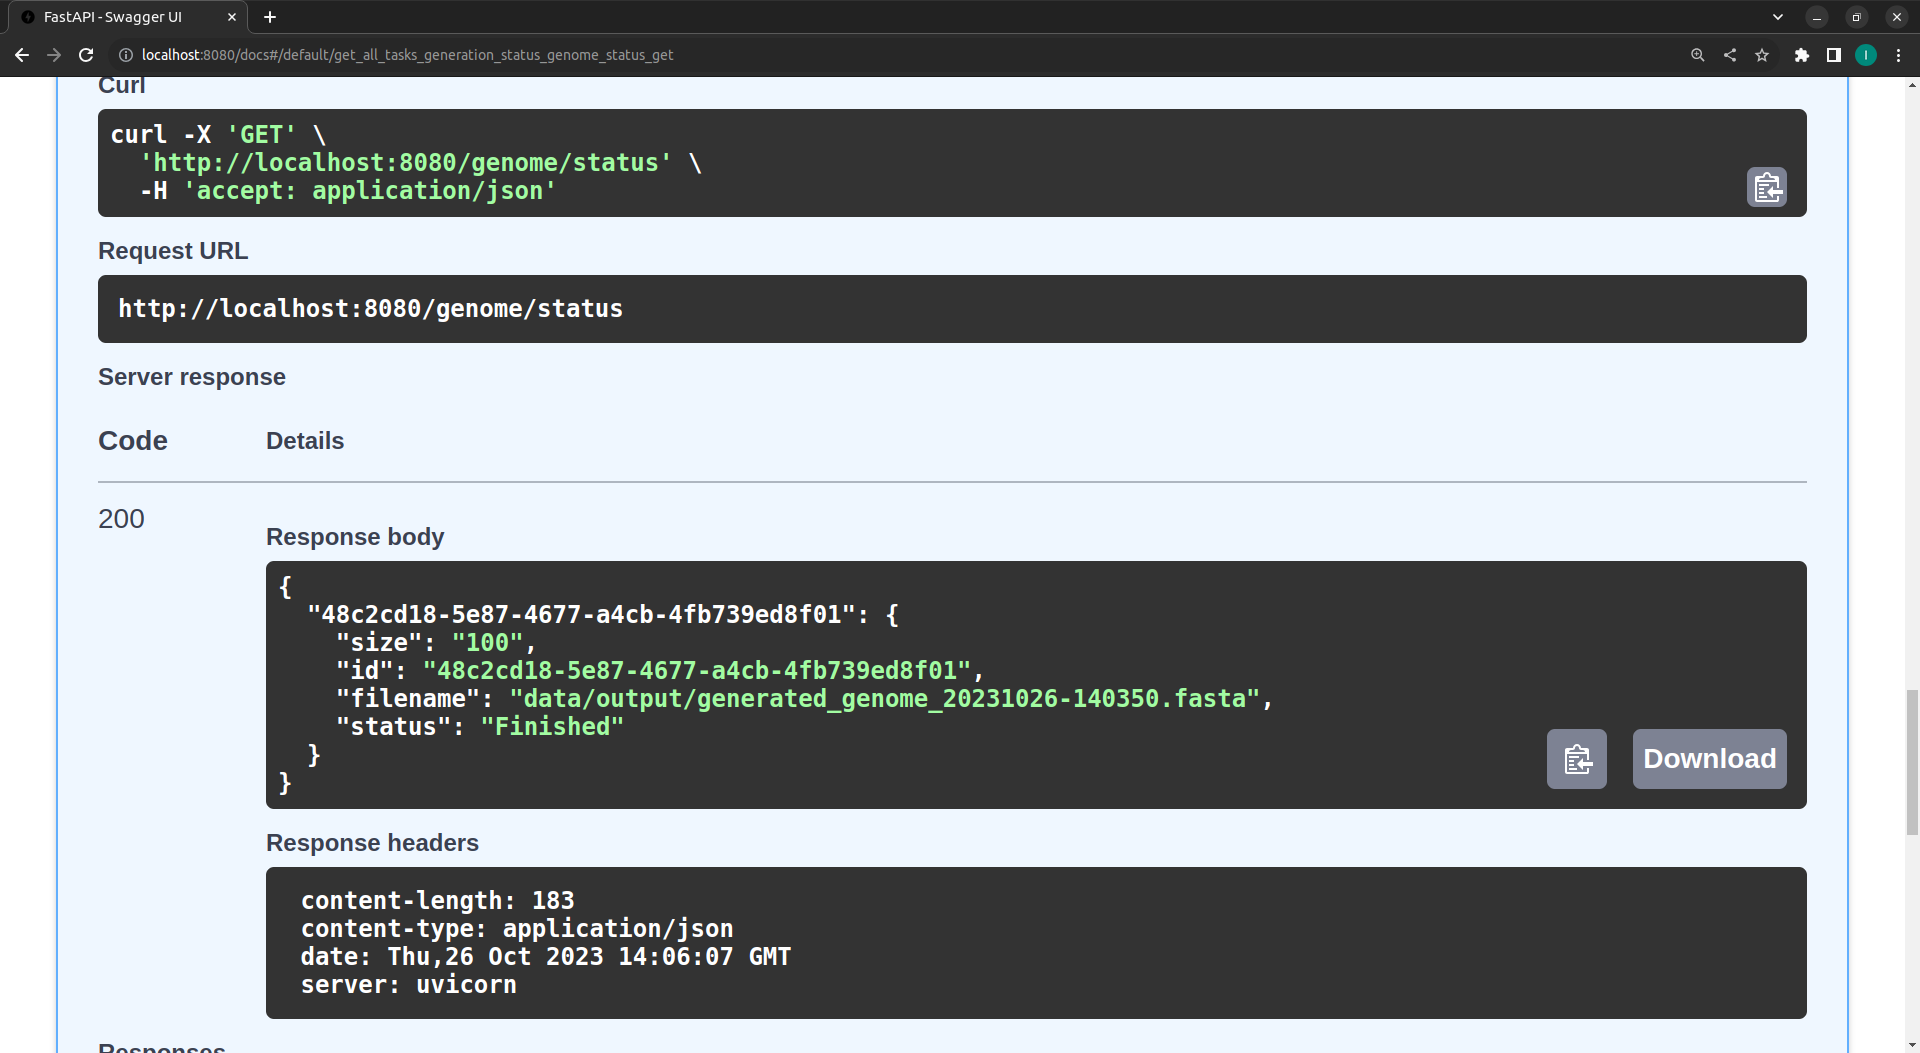 FastAPI - Swagger UI
localhost:8080/docs#/default/get_all_tasks_generation_status_genome_status_get
I
Curl
curl -X 'GET' \
  'http://localhost:8080/genome/status' \
  -H 'accept: application/json'
Request URL
http://localhost:8080/genome/status
Server response
Code Details
200
Response body
{
  "48c2cd18-5e87-4677-a4cb-4fb739ed8f01": {
    "size": "100",
    "id": "48c2cd18-5e87-4677-a4cb-4fb739ed8f01",
    "filename": "data/output/generated_genome_20231026-140350.fasta",
    "status": "Finished"
  }
}
Download
Response headers
content-length: 183
content-type: application/json
date: Thu,26 Oct 2023 14:06:07 GMT
server: uvicorn
Responses